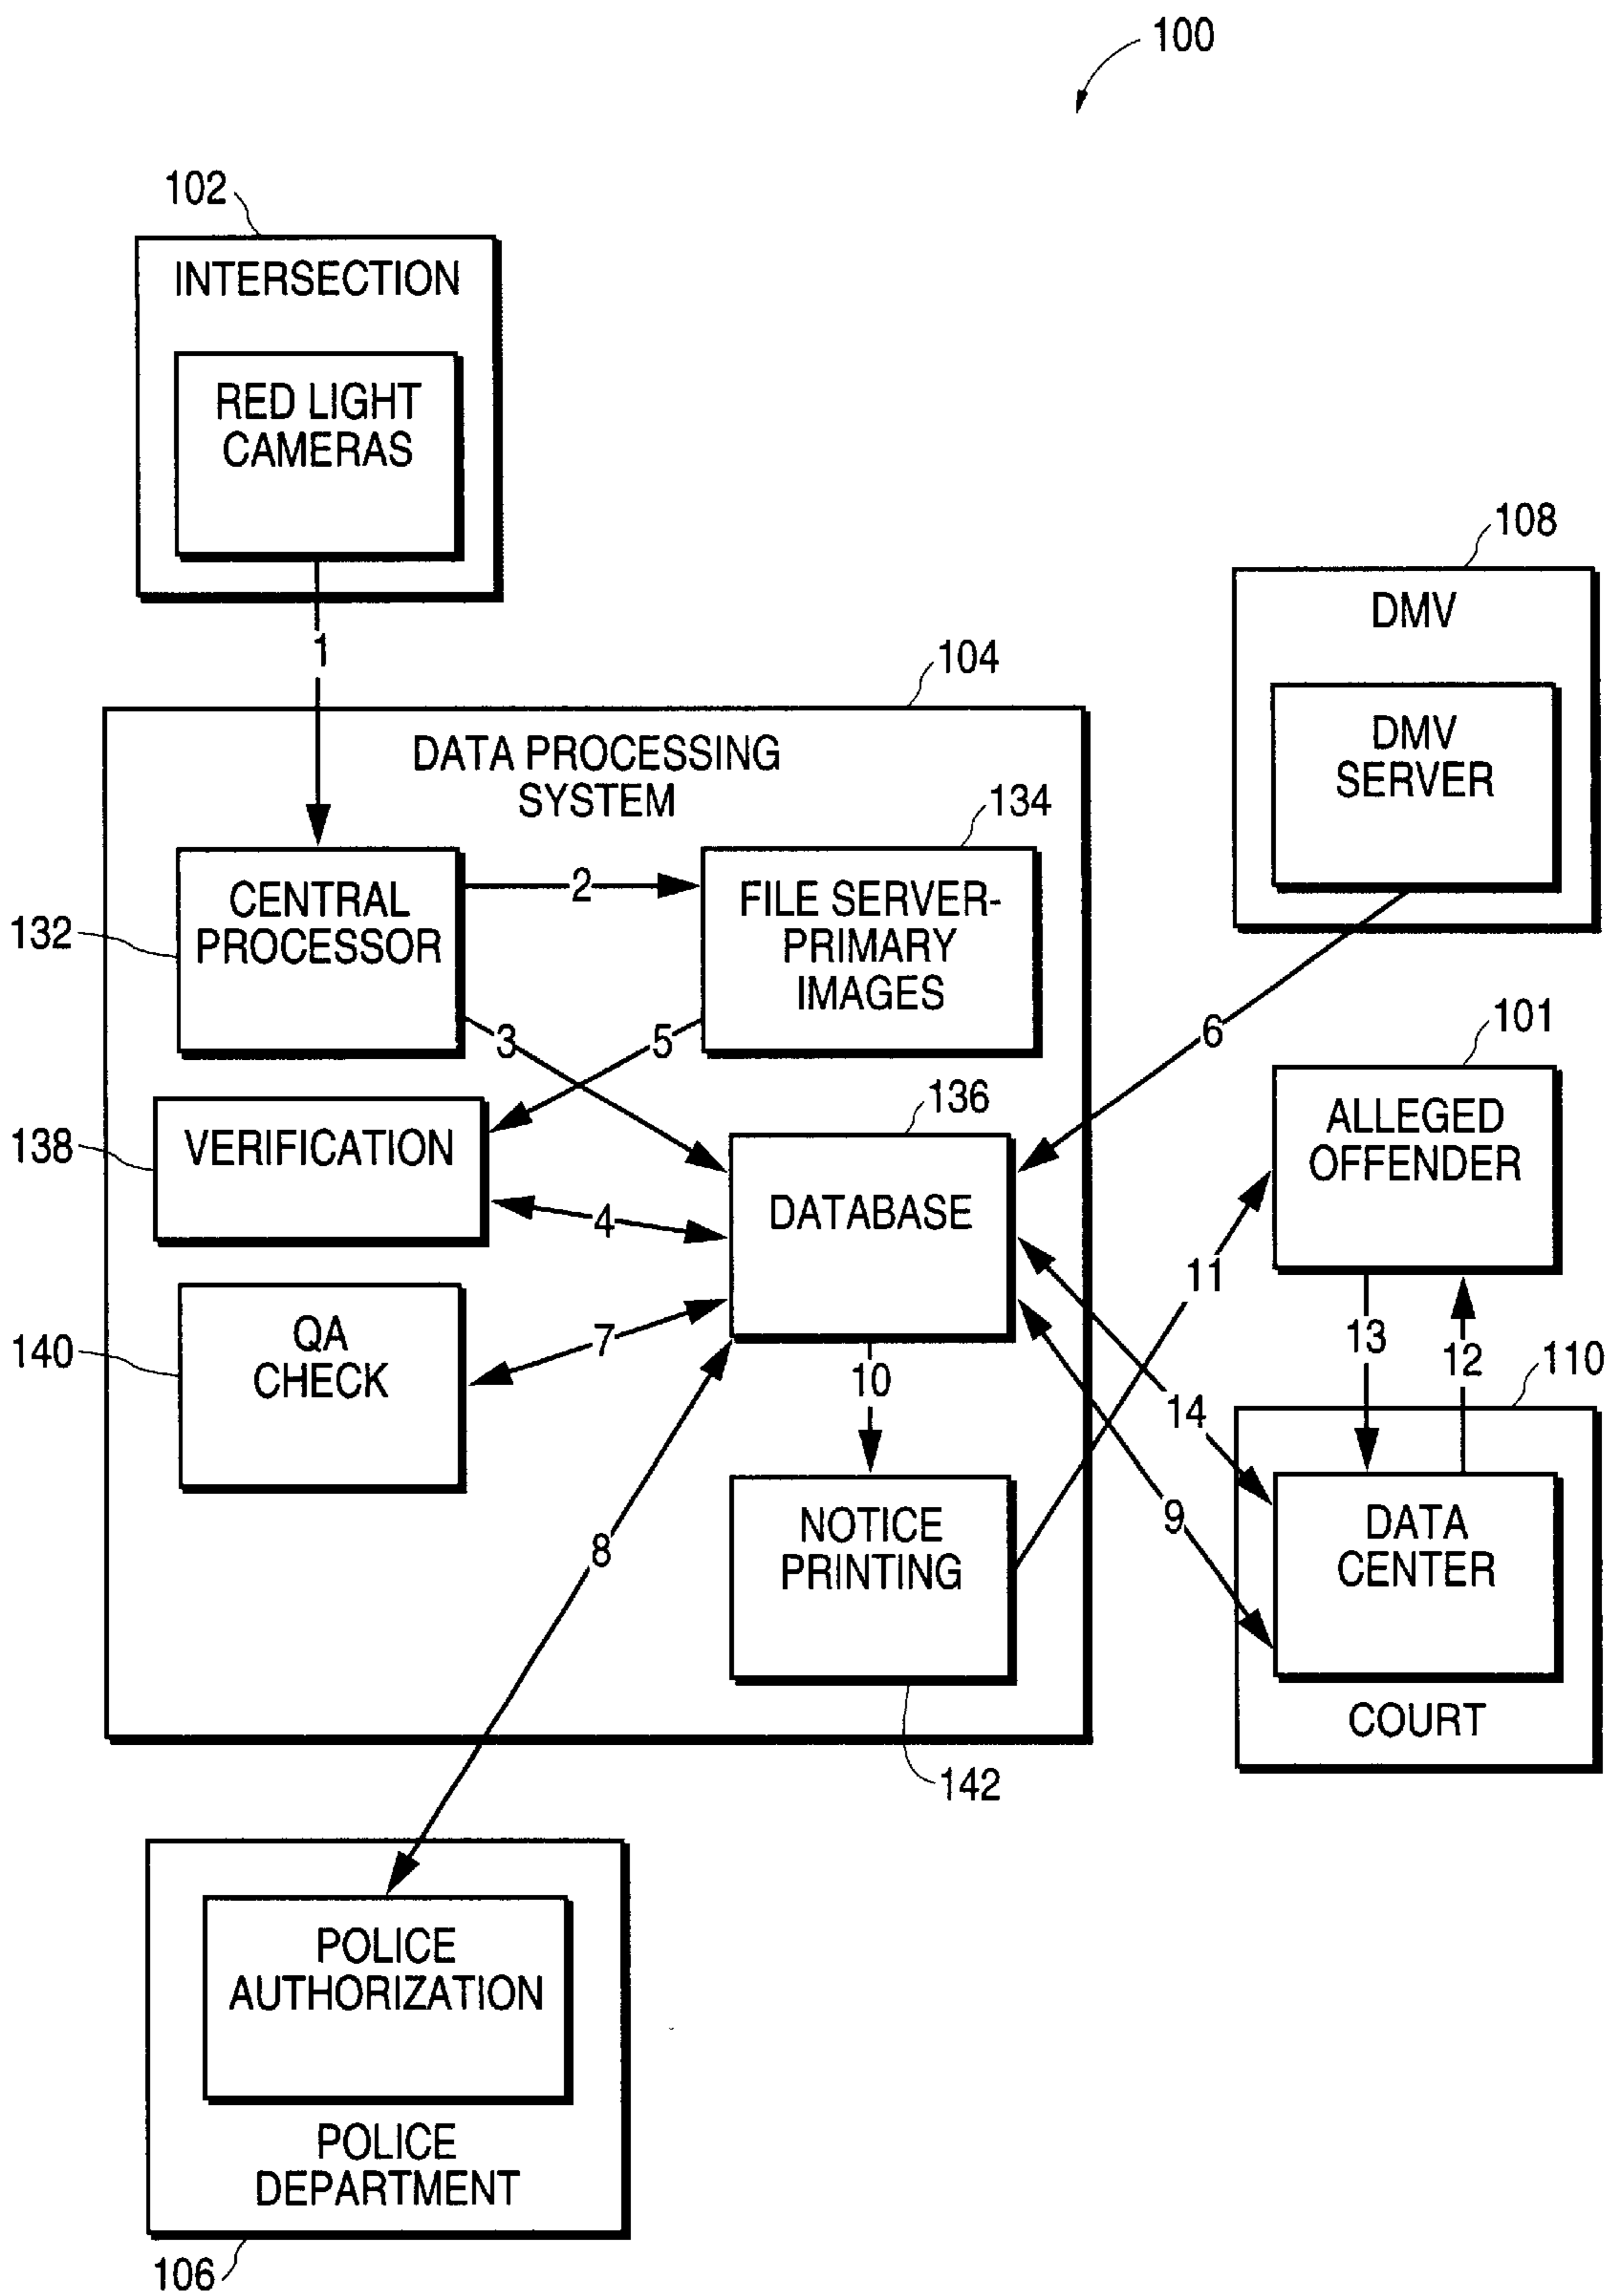 100
102
INTERSECTION
RED LIGHT
CAMERAS
1
108
DMV
DMV
SERVER
104
DATA PROCESSING
SYSTEM
134
132
CENTRAL
PROCESSOR
2
FILE SERVER-
PRIMARY
IMAGES
3
5
6
101
ALLEGED
OFFENDER
136
138
VERIFICATION
4
DATABASE
11
140
QA
CHECK
7
10
13
12
110
14
9
8
NOTICE
PRINTING
DATA
CENTER
COURT
142
POLICE
AUTHORIZATION
POLICE
DEPARTMENT
106